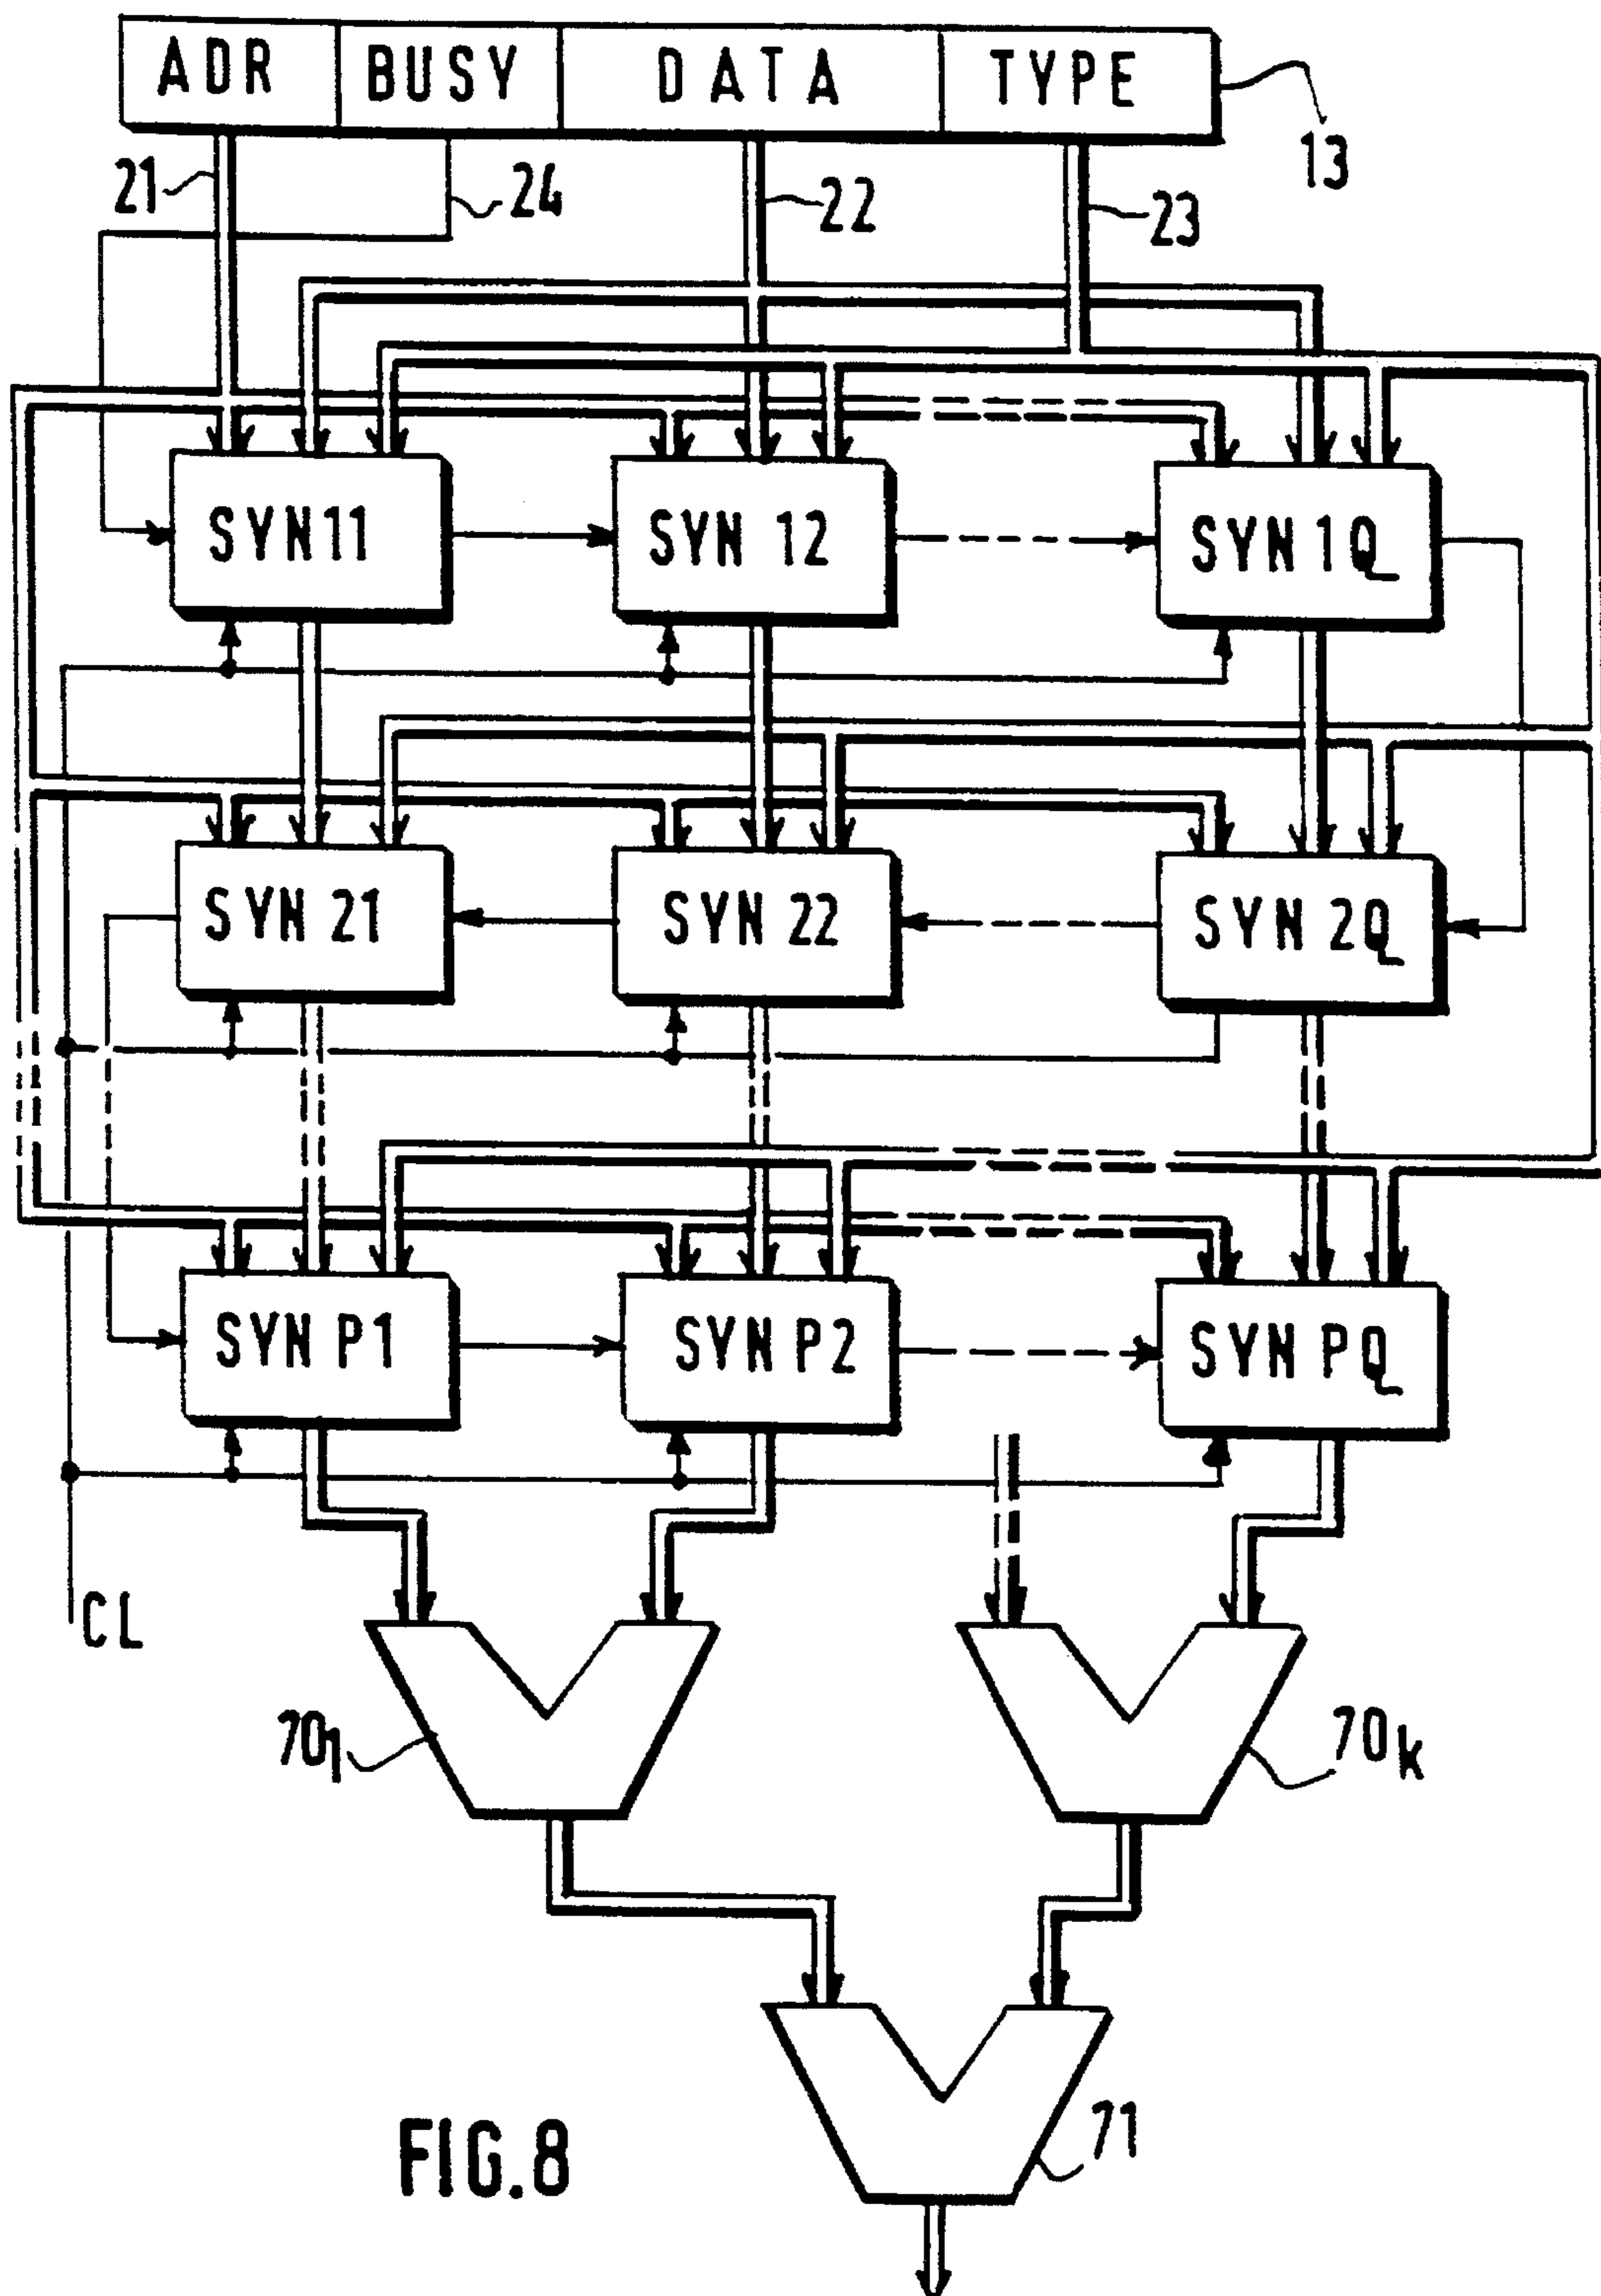 ADR BUSY DATA TYPE
13
21 24 22 23
SYN11 SYN 12 SYN 1Q
SYN 21 SYN 22 SYN 2Q
SYN P1 SYN P2 SYN PQ
CL
70₁ 70k
71
FIG.8